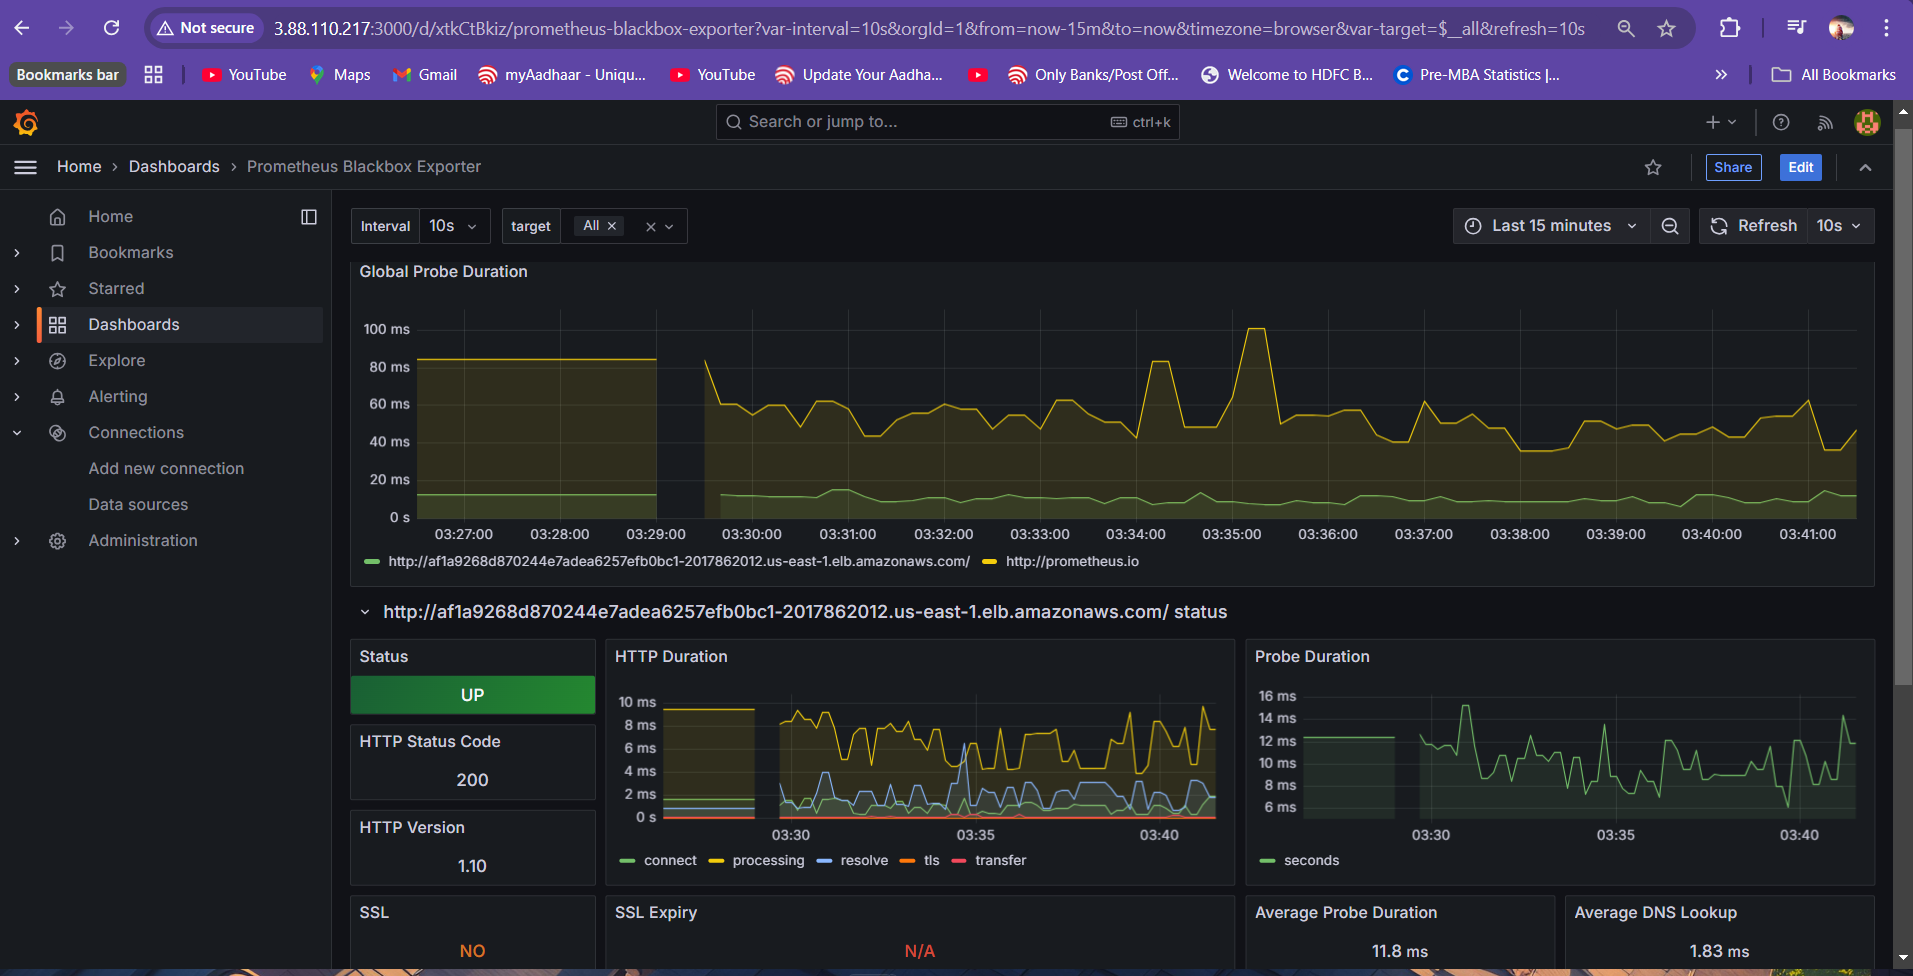 Not secure 3.88.110.217:3000/d/xtkCtBkiz/prometheus-blackbox-exporter?var-interval=10s&orgId=1&from=now-15m&to=now&timezone=browser&var-target=$__all&refresh=10s
Bookmarks bar YouTube Maps Gmail myAadhaar - Uniqu... YouTube Update Your Aadha... Only Banks/Post Off... Welcome to HDFC B... Pre-MBA Statistics |... » All Bookmarks
Search or jump to... ctrl+k
Home › Dashboards › Prometheus Blackbox Exporter Share Edit
Home
Bookmarks
Starred
Dashboards
Explore
Alerting
Connections
Add new connection
Data sources
Administration
Interval 10s target All Last 15 minutes Refresh 10s
Global Probe Duration
100 ms
80 ms
60 ms
40 ms
20 ms
0 s
03:27:00 03:28:00 03:29:00 03:30:00 03:31:00 03:32:00 03:33:00 03:34:00 03:35:00 03:36:00 03:37:00 03:38:00 03:39:00 03:40:00 03:41:00
http://af1a9268d870244e7adea6257efb0bc1-2017862012.us-east-1.elb.amazonaws.com/ http://prometheus.io
http://af1a9268d870244e7adea6257efb0bc1-2017862012.us-east-1.elb.amazonaws.com/ status
Status
UP
HTTP Status Code
200
HTTP Version
1.10
HTTP Duration
10 ms
8 ms
6 ms
4 ms
2 ms
0 s
03:30 03:35 03:40
connect processing resolve tls transfer
Probe Duration
16 ms
14 ms
12 ms
10 ms
8 ms
6 ms
03:30 03:35 03:40
seconds
SSL
NO
SSL Expiry
N/A
Average Probe Duration
11.8 ms
Average DNS Lookup
1.83 ms